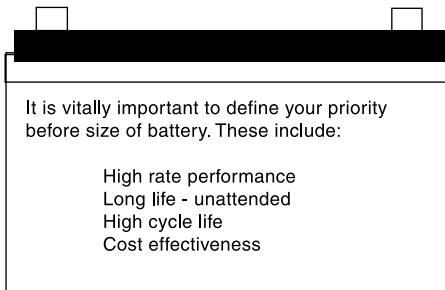 It is vitally important to define your priority
before size of battery. These include:
High rate performance
Long life - unattended
High cycle life
Cost effectiveness